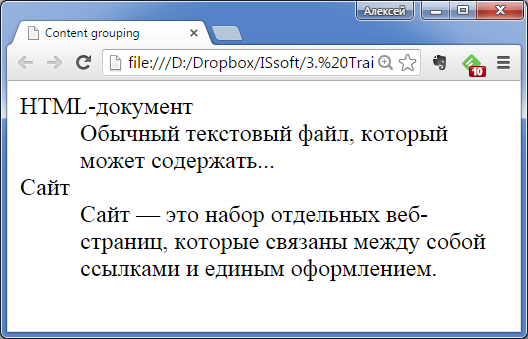 Алексей
Content grouping
file:///D:/Dropbox/ISsoft/3.%20Trai
10
HTML-документ
Обычный текстовый файл, который
может содержать...
Сайт
Сайт — это набор отдельных веб-
страниц, которые связаны между собой
ссылками и единым оформлением.